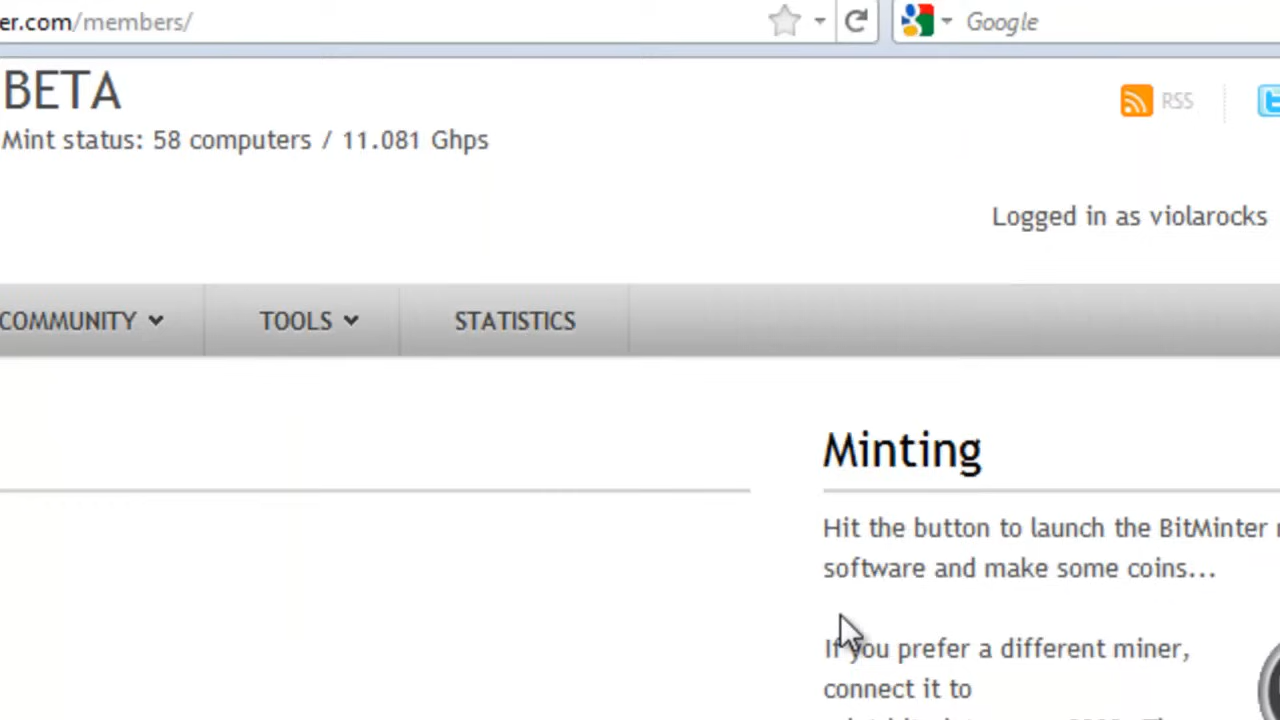 er.com/members/
Google
BETA
RSS
Mint status: 58 computers / 11.081 Ghps
Logged in as violarocks
COMMUNITY
TOOLS
STATISTICS
Minting
Hit the button to launch the BitMinter
software and make some coins...
If you prefer a different miner,
connect it to